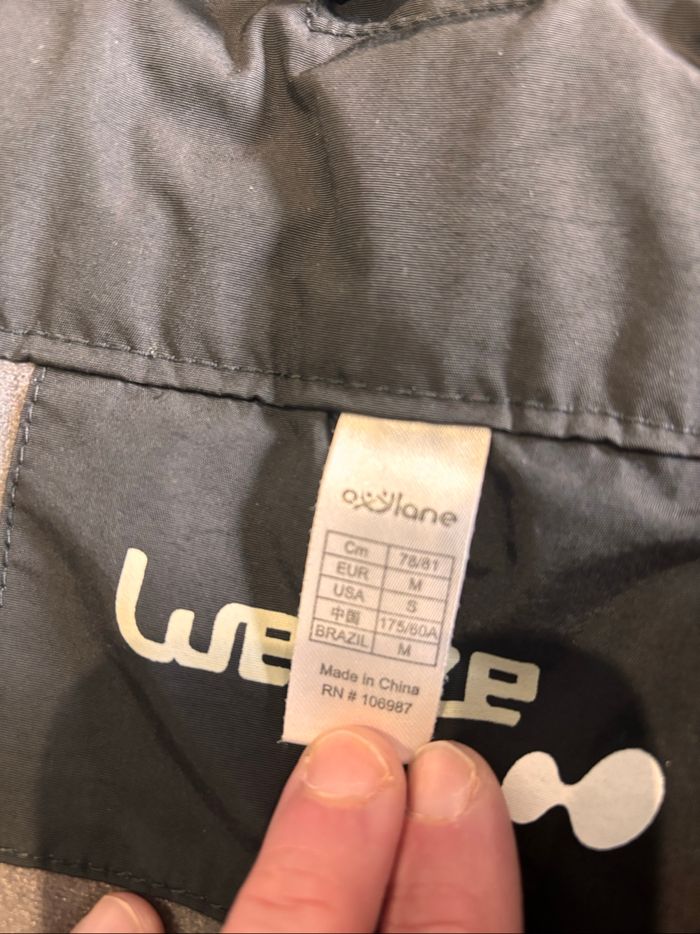 oxylane
Cm 78/81
EUR M
USA S
中国 175/80A
BRAZIL M
Made in China
RN # 106987